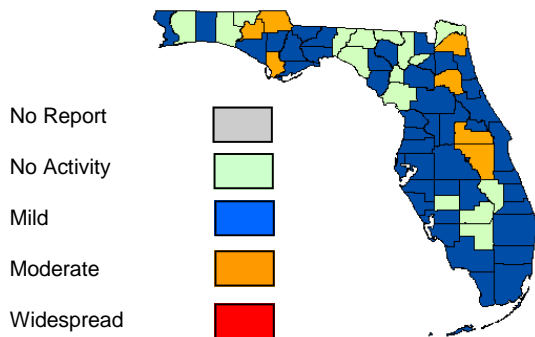 No Report
No Activity
Mild
Moderate
Widespread